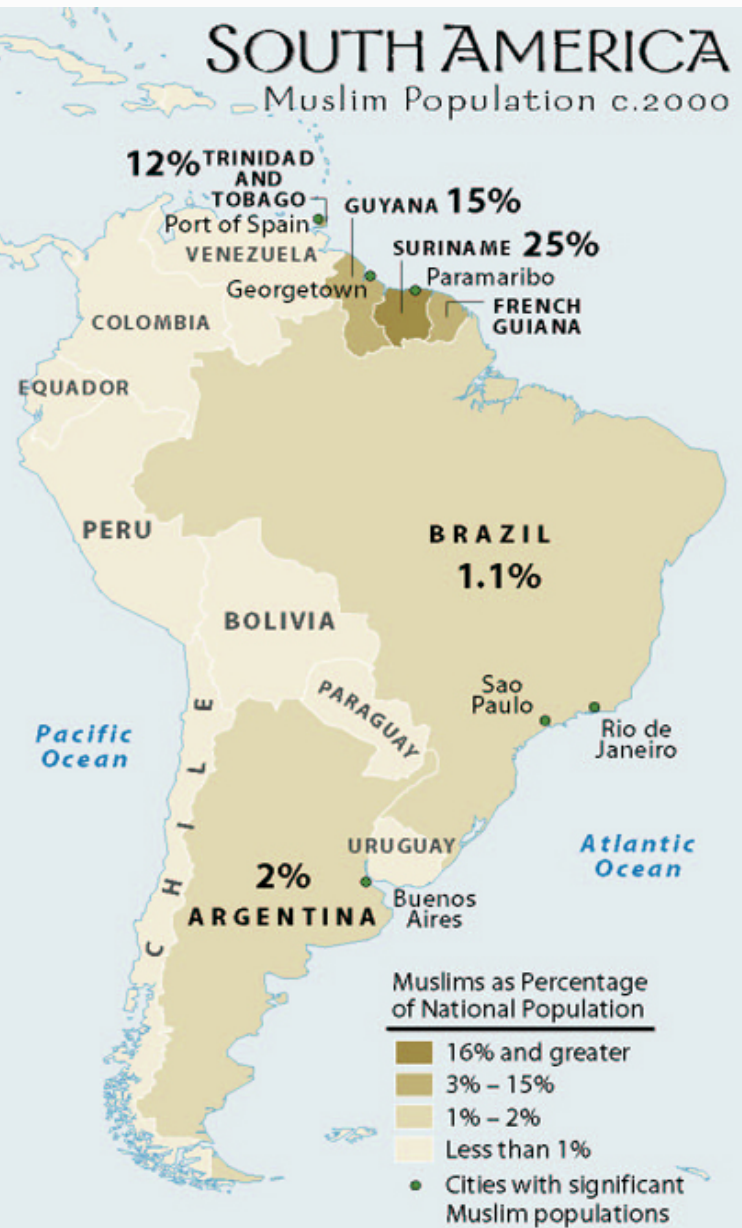 SOUTH AMERICA
Muslim Population c.2000
12% TRINIDAD
AND
TOBAGO
Port of Spain
GUYANA 15%
VENEZUELA
SURINAME 25%
Georgetown
Paramaribo
FRENCH
GUIANA
COLOMBIA
EQUADOR
PERU
BRAZIL
1.1%
BOLIVIA
PARAGUAY
Sao
Paulo
Rio de
Janeiro
CHILE
Pacific
Ocean
URUGUAY
Atlantic
Ocean
2%
ARGENTINA
Buenos
Aires
Muslims as Percentage
of National Population
16% and greater
3% – 15%
1% – 2%
Less than 1%
Cities with significant
Muslim populations